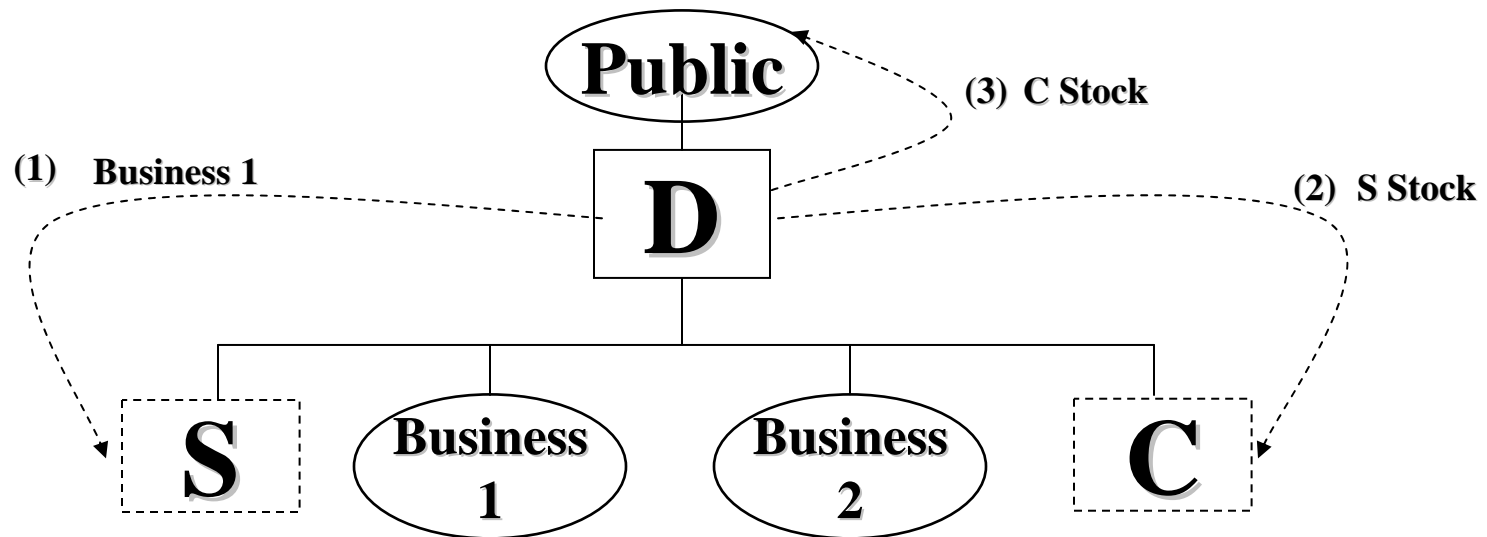 Public
(3) C Stock
(1) Business 1
(2) S Stock
D
S
Business
1
Business
2
C